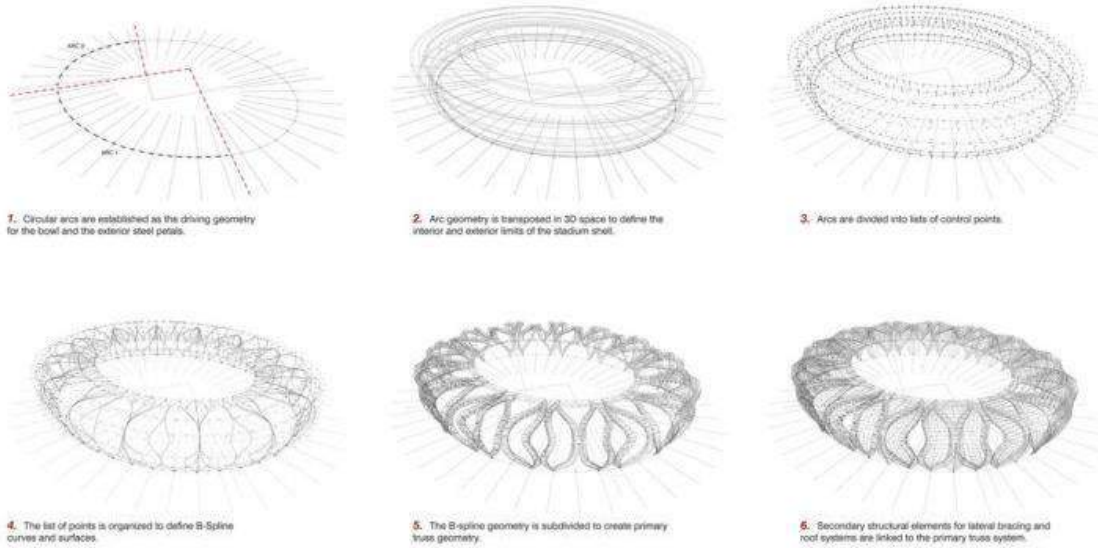 ARC 2
ARC 1
1. Circular arcs are established as the driving geometry
for the bowl and the exterior steel petals.
2. Arc geometry is transposed in 3D space to define the
interior and exterior limits of the stadium shell.
3. Arcs are divided into lists of control points.
4. The list of points is organized to define B-Spline
curves and surfaces.
5. The B-spline geometry is subdivided to create primary
truss geometry.
6. Secondary structural elements for lateral bracing and
roof systems are linked to the primary truss system.